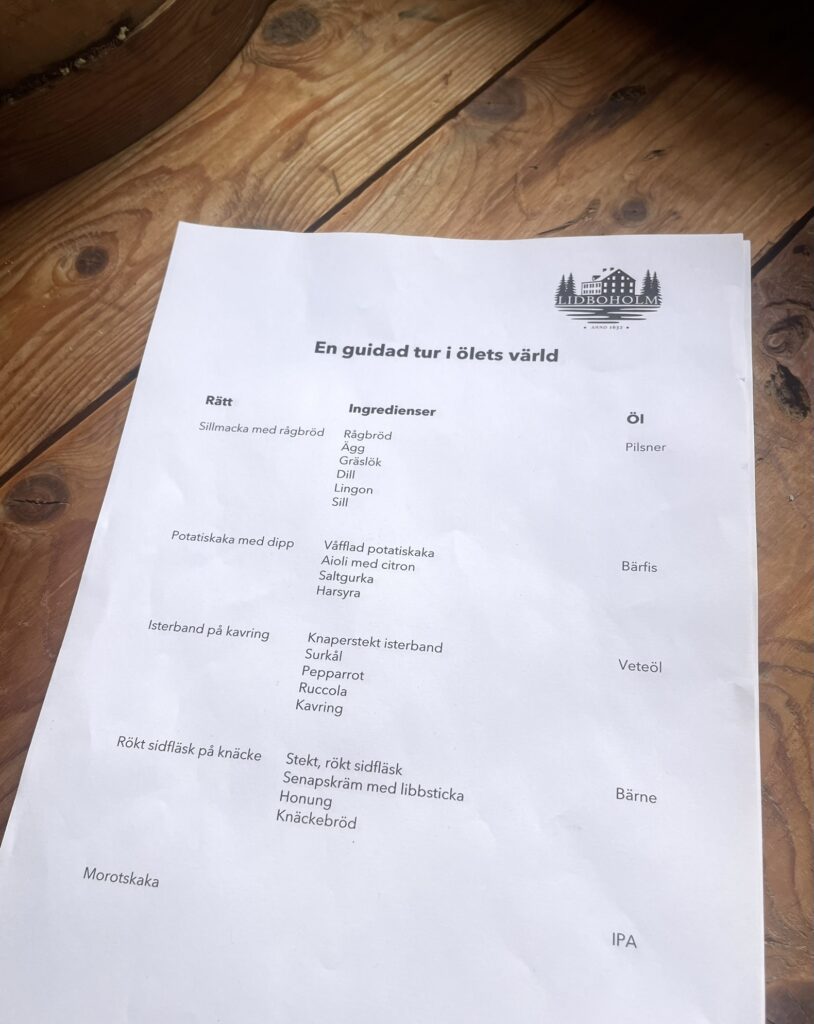 LIDBOHOLM
ANNO 1632
En guidad tur i ölets värld
Rätt Ingredienser Öl
Sillmacka med rågbröd Rågbröd Pilsner
Ägg
Gräslök
Dill
Lingon
Sill
Potatiskaka med dipp Våfflad potatiskaka Bärfis
Aioli med citron
Saltgurka
Harsyra
Isterband på kavring Knaperstekt isterband Veteöl
Surkål
Pepparrot
Ruccola
Kavring
Rökt sidfläsk på knäcke Stekt, rökt sidfläsk Bärne
Senapskräm med libbsticka
Honung
Knäckebröd
Morotskaka IPA